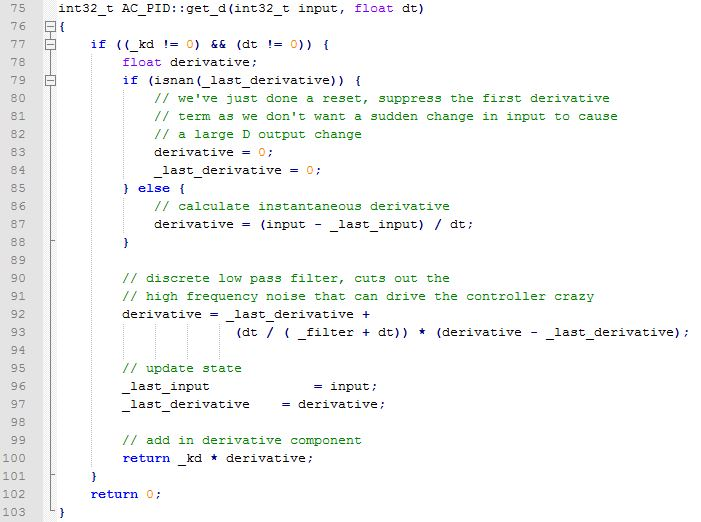 75 int32_t AC_PID::get_d(int32_t input, float dt)
76 {
77     if ((_kd != 0) && (dt != 0)) {
78         float derivative;
79         if (isnan(_last_derivative)) {
80             // we've just done a reset, suppress the first derivative
81             // term as we don't want a sudden change in input to cause
82             // a large D output change
83             derivative = 0;
84             _last_derivative = 0;
85         } else {
86             // calculate instantaneous derivative
87             derivative = (input - _last_input) / dt;
88         }
89
90         // discrete low pass filter, cuts out the
91         // high frequency noise that can drive the controller crazy
92         derivative = _last_derivative +
93                       (dt / ( _filter + dt)) * (derivative - _last_derivative);
94
95         // update state
96         _last_input             = input;
97         _last_derivative    = derivative;
98
99         // add in derivative component
100         return _kd * derivative;
101     }
102     return 0;
103 }